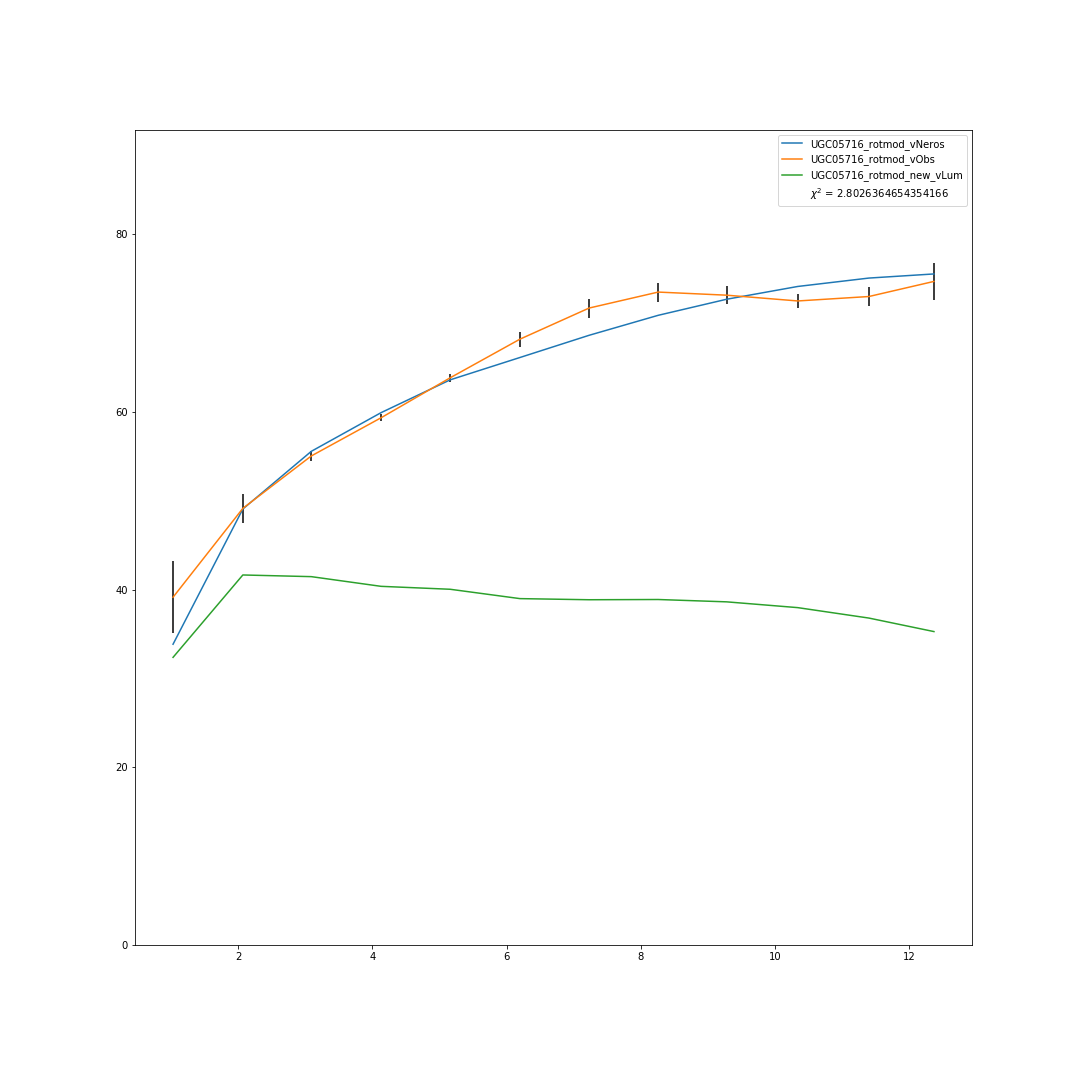 UGC05716_rotmod_vNeros
UGC05716_rotmod_vObs
UGC05716_rotmod_new_vLum
χ² = 2.8026364654354166
80
60
40
20
0
2 4 6 8 10 12